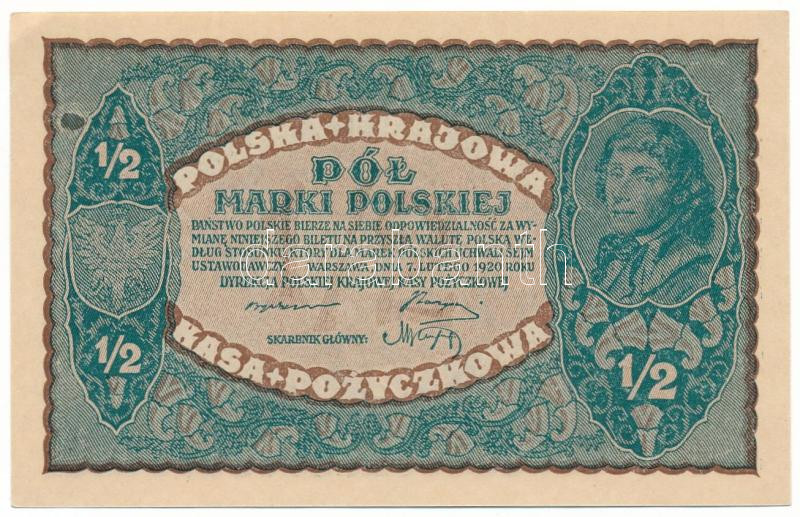 POLSKA KRAJOWA
1/2
PÓŁ
MARKI POLSKIEJ
PAŃSTWO POLSKIE BIERZE NA SIEBIE ODPOWIEDZIALNOŚĆ ZA WY-
MIANĘ NINIEJSZEGO BILETU NA PRZYSZŁĄ WALUTĘ POLSKĄ WE-
DŁUG STOSUNKU, KTÓRY DLA MAREK POLSKICH UCHWALI SEJM
USTAWODAWCZY. WARSZAWA, DNIA 7. LUTEGO 1920 ROKU
DYREKCJA POLSKIEJ KRAJOWEJ KASY POŻYCZKOWEJ
SKARBNIK GŁÓWNY:
1/2
1/2
KASA POŻYCZKOWA
darabanth